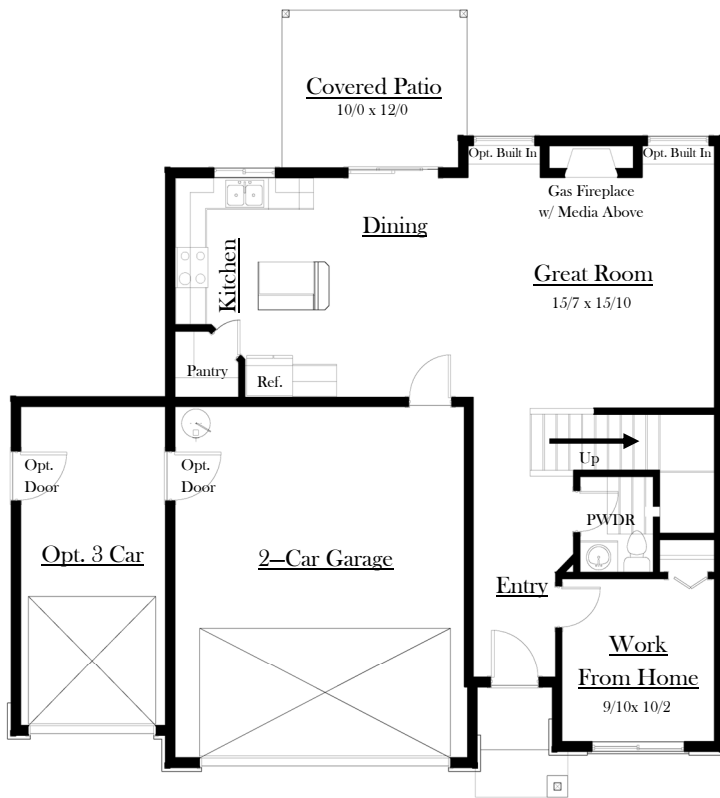 Covered Patio
10/0 x 12/0
Opt. Built In
Opt. Built In
Gas Fireplace
w/ Media Above
Dining
Kitchen
Great Room
15/7 x 15/10
Pantry
Ref.
Up
Opt.
Door
Opt.
Door
PWDR
Opt. 3 Car
2–Car Garage
Entry
Work
From Home
9/10x 10/2